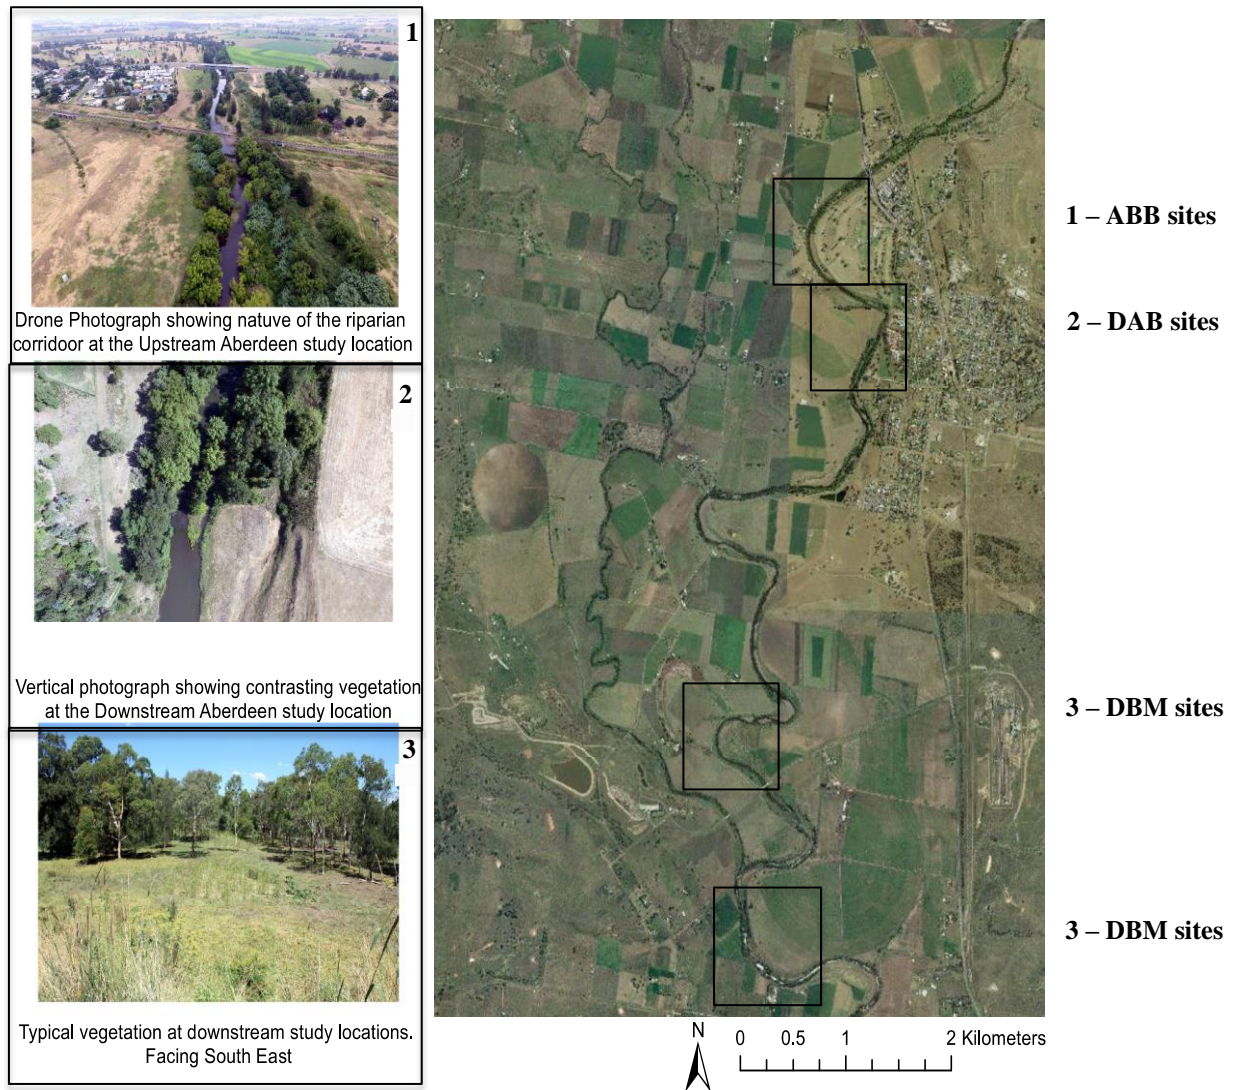 1
Drone Photograph showing natuve of the riparian
corridoor at the Upstream Aberdeen study location
2
Vertical photograph showing contrasting vegetation
at the Downstream Aberdeen study location
3
Typical vegetation at downstream study locations.
Facing South East
1 – ABB sites
2 – DAB sites
3 – DBM sites
3 – DBM sites
N
0 0.5 1 2 Kilometers